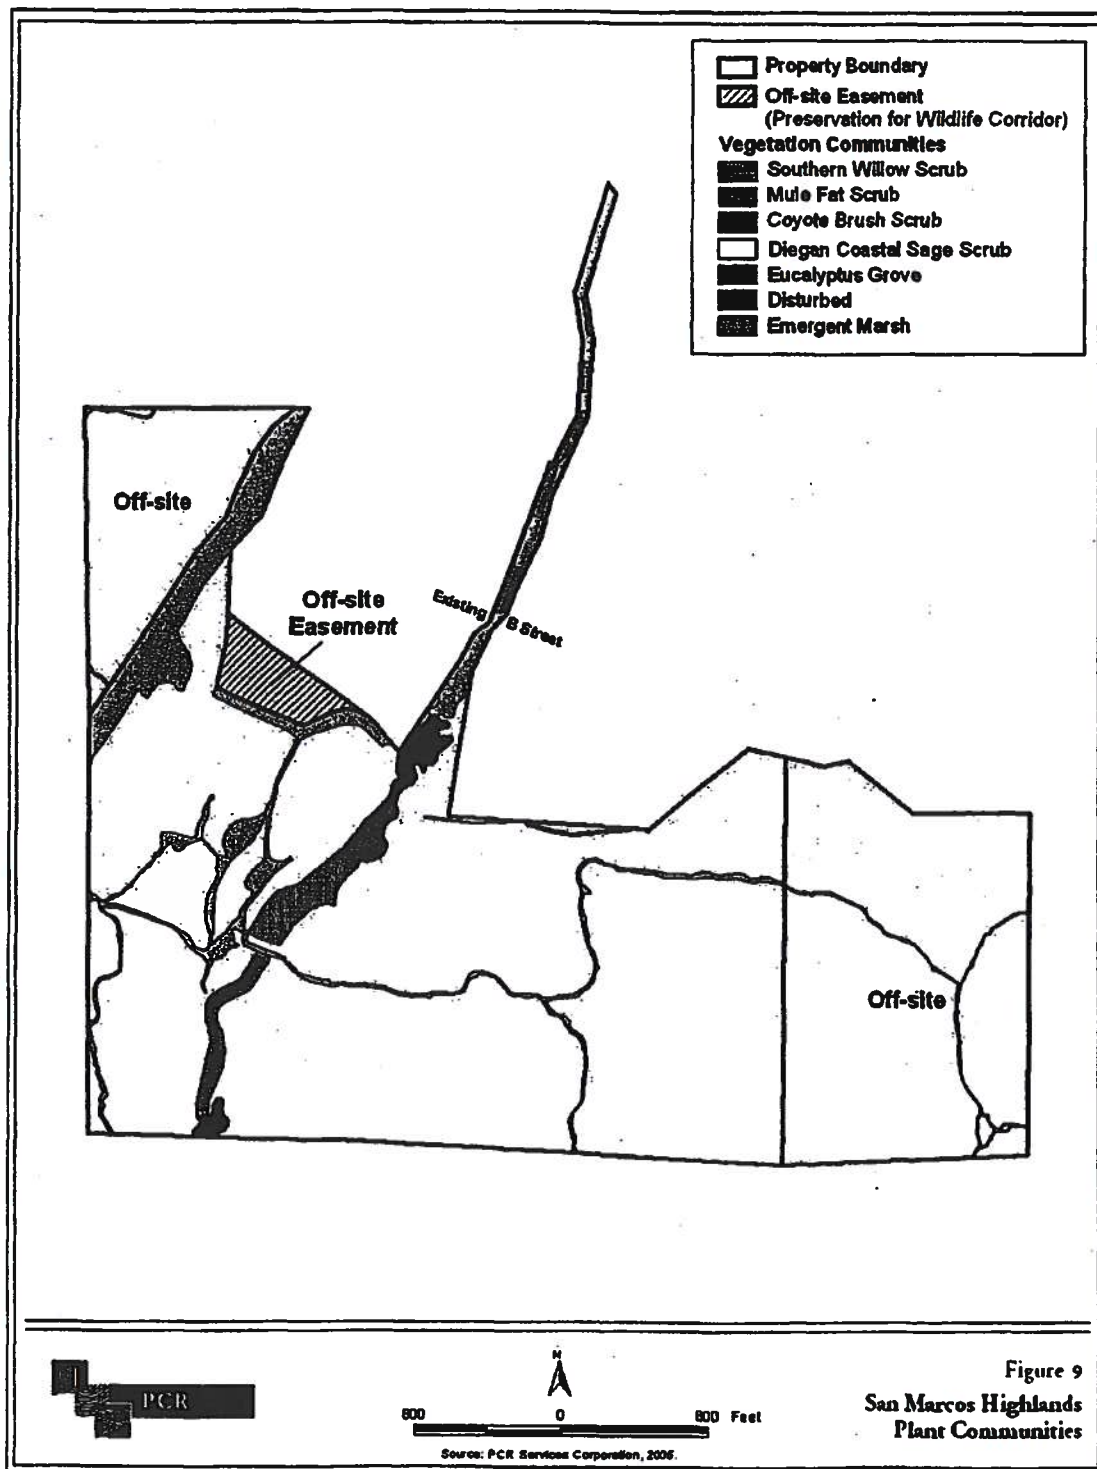 Property Boundary
Off-site Easement
(Preservation for Wildlife Corridor)
Vegetation Communities
Southern Willow Scrub
Mule Fat Scrub
Coyote Brush Scrub
Diegan Coastal Sage Scrub
Eucalyptus Grove
Disturbed
Emergent Marsh
Off-site
Off-site
Easement
Existing B Street
Off-site
PCR
N
800 0 800 Feet
Source: PCR Services Corporation, 2006.
Figure 9
San Marcos Highlands
Plant Communities